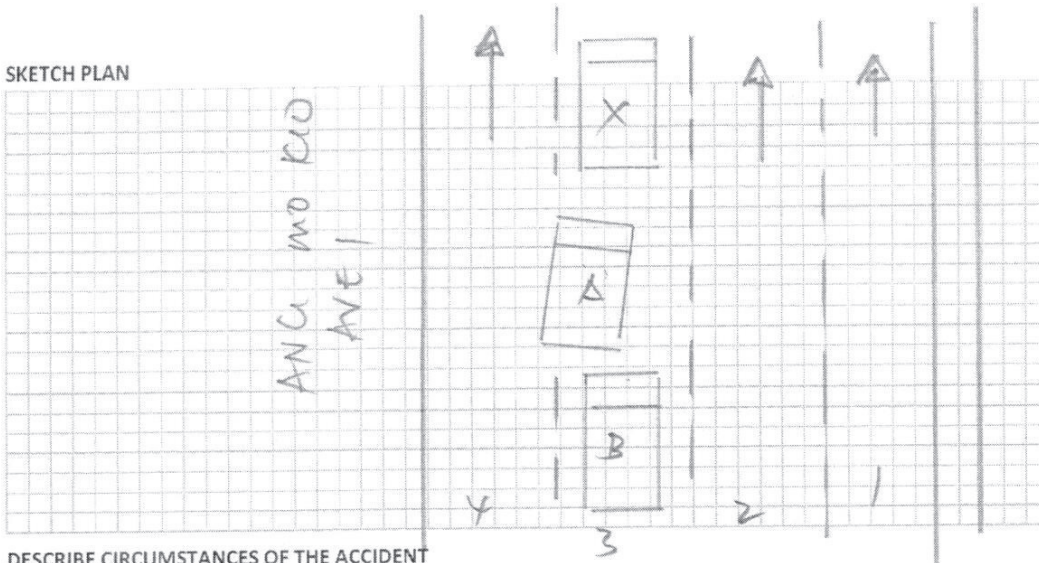 SKETCH PLAN
X
ANG MO KIO
AVE 1
A
B
4
3
2
1
DESCRIBE CIRCUMSTANCES OF THE ACCIDENT